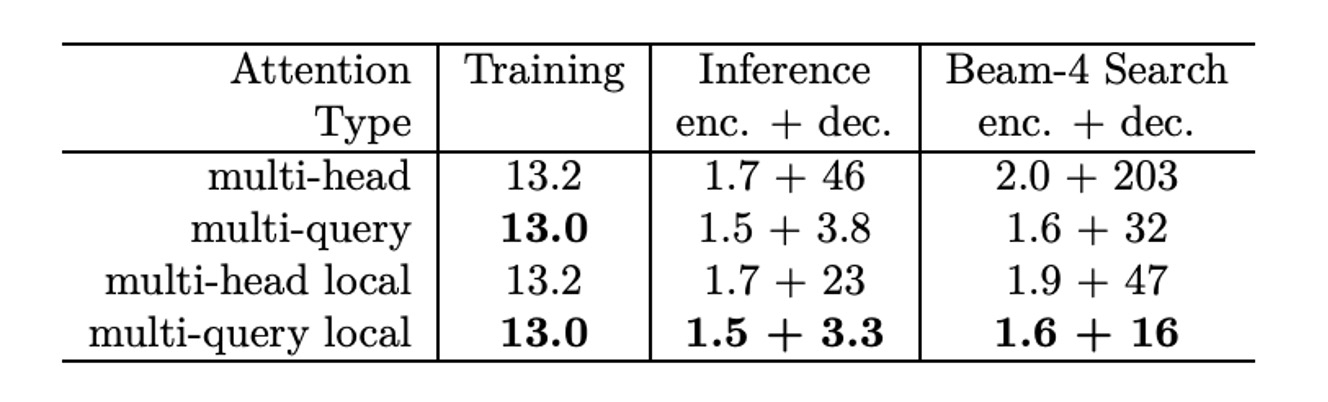 Attention Training Inference Beam-4 Search
Type enc. + dec. enc. + dec.
multi-head 13.2 1.7 + 46 2.0 + 203
multi-query 13.0 1.5 + 3.8 1.6 + 32
multi-head local 13.2 1.7 + 23 1.9 + 47
multi-query local 13.0 1.5 + 3.3 1.6 + 16